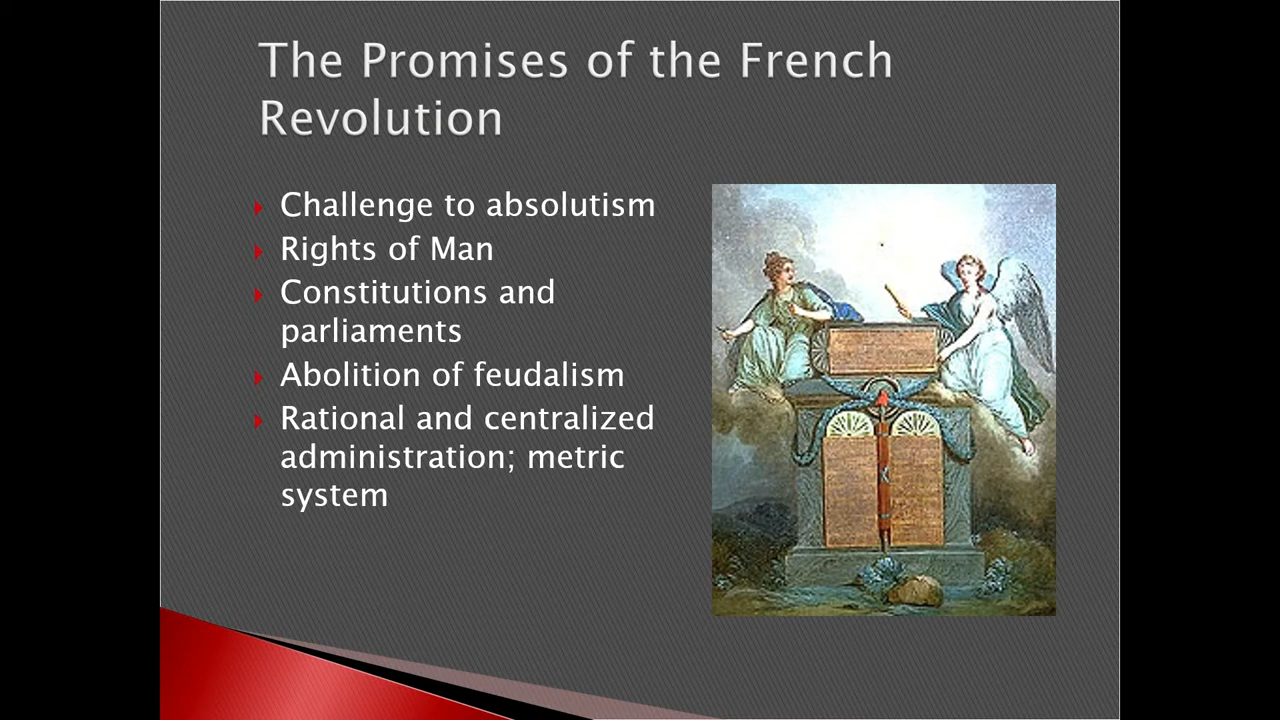 The Promises of the French
Revolution
Challenge to absolutism
Rights of Man
Constitutions and
parliaments
Abolition of feudalism
Rational and centralized
administration; metric
system